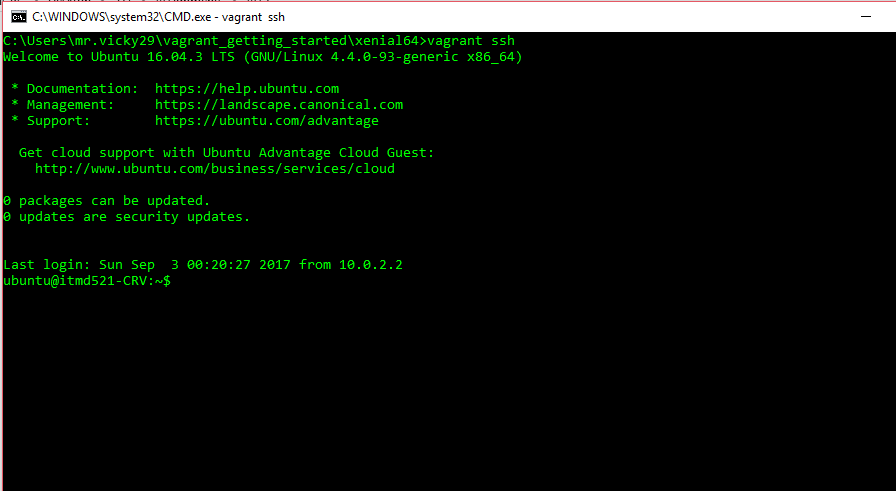 C:\WINDOWS\system32\CMD.exe - vagrant  ssh
C:\Users\mr.vicky29\vagrant_getting_started\xenial64>vagrant ssh
Welcome to Ubuntu 16.04.3 LTS (GNU/Linux 4.4.0-93-generic x86_64)
* Documentation:  https://help.ubuntu.com
* Management:     https://landscape.canonical.com
* Support:        https://ubuntu.com/advantage
Get cloud support with Ubuntu Advantage Cloud Guest:
http://www.ubuntu.com/business/services/cloud
0 packages can be updated.
0 updates are security updates.
Last login: Sun Sep  3 00:20:27 2017 from 10.0.2.2
ubuntu@itmd521-CRV:~$